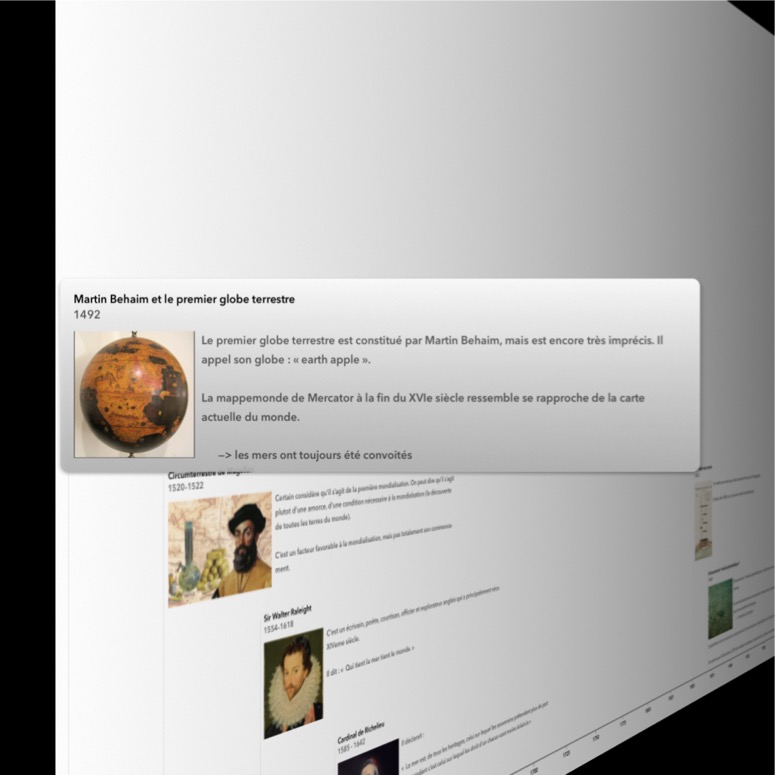 Martin Behaim et le premier globe terrestre
1492
Le premier globe terrestre est constitué par Martin Behaim, mais est encore très imprécis. Il
appel son globe : « earth apple ».
La mappemonde de Mercator à la fin du XVIe siècle ressemble se rapproche de la carte
actuelle du monde.
–> les mers ont toujours été convoités
Circumterrestre de
1520-1522
Certain considère qu'il s'agit de la première mondialisation. On peut dire qu'il s'agit
plutot d'une amorce, d'une condition nécessaire à la mondialisation (la découverte
de toutes les terres du monde).
C'est un facteur favorable à la mondialisation, mais pas totalement son commence-
ment.
Sir Walter Raleight
1554-1618
C'est un écrivain, poète, courtisan, officier et explorateur anglais qui a principalement vécu
XIVeme siècle.
Il dit : « Qui tient la mer tient le monde. »
Cardinal de Richelieu
1585 - 1642
Il déclarait :
« La mer est, de tous les héritages, celui sur lequel les souverains prétendent plus de part
1700
1725
1750
1775